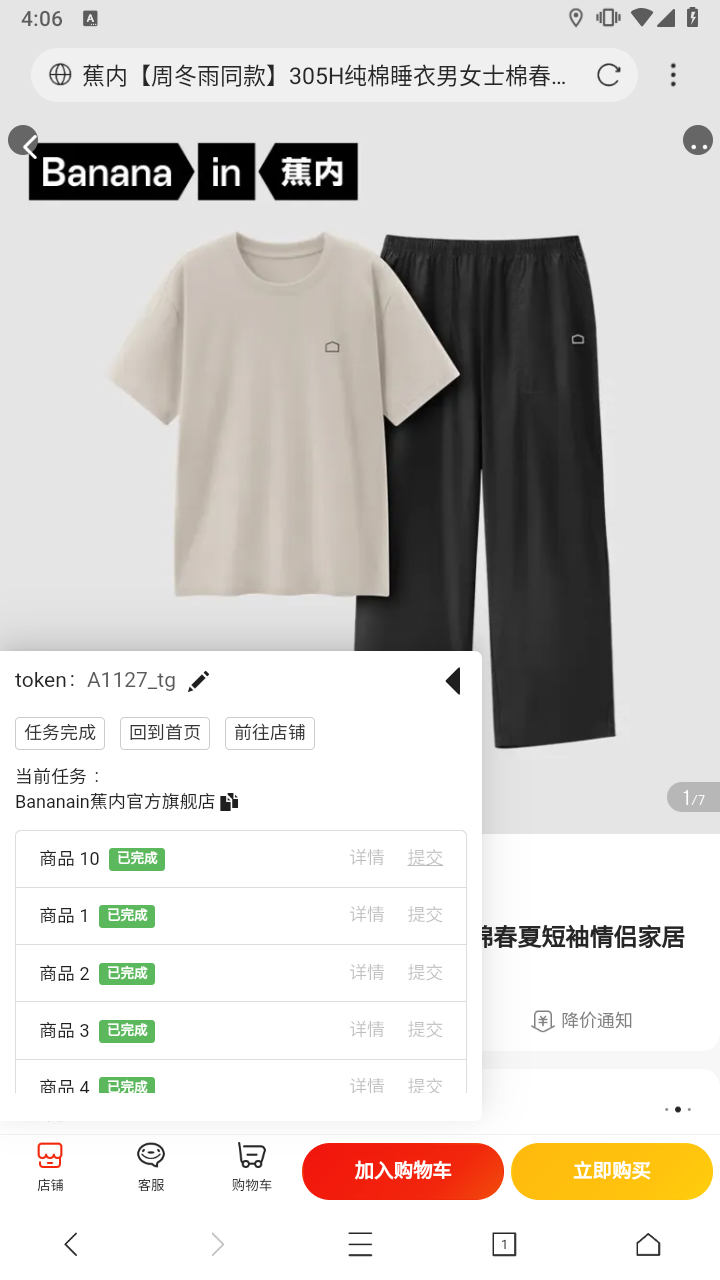 4:06
A
蕉内【周冬雨同款】305H纯棉睡衣男女士棉春...
Banana in 蕉内
token: A1127_tg
任务完成 回到首页 前往店铺
当前任务：
Bananain蕉内官方旗舰店
1/7
商品 10 已完成 详情 提交
商品 1 已完成 详情 提交
棉春夏短袖情侣家居
商品 2 已完成 详情 提交
商品 3 已完成 详情 提交
降价通知
商品 4 已完成 详情 提交
店铺 客服 购物车 加入购物车 立即购买
1